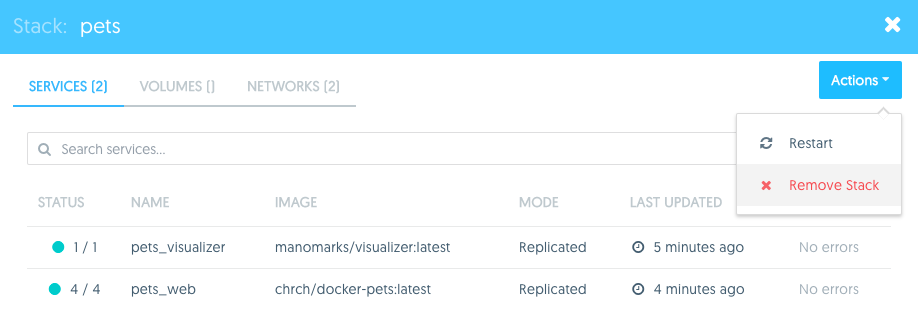 Stack: pets
SERVICES (2) VOLUMES () NETWORKS (2)
Actions
Search services...
Restart
Remove Stack
STATUS NAME IMAGE MODE LAST UPDATED
1 / 1 pets_visualizer manomarks/visualizer:latest Replicated 5 minutes ago No errors
4 / 4 pets_web chrch/docker-pets:latest Replicated 4 minutes ago No errors